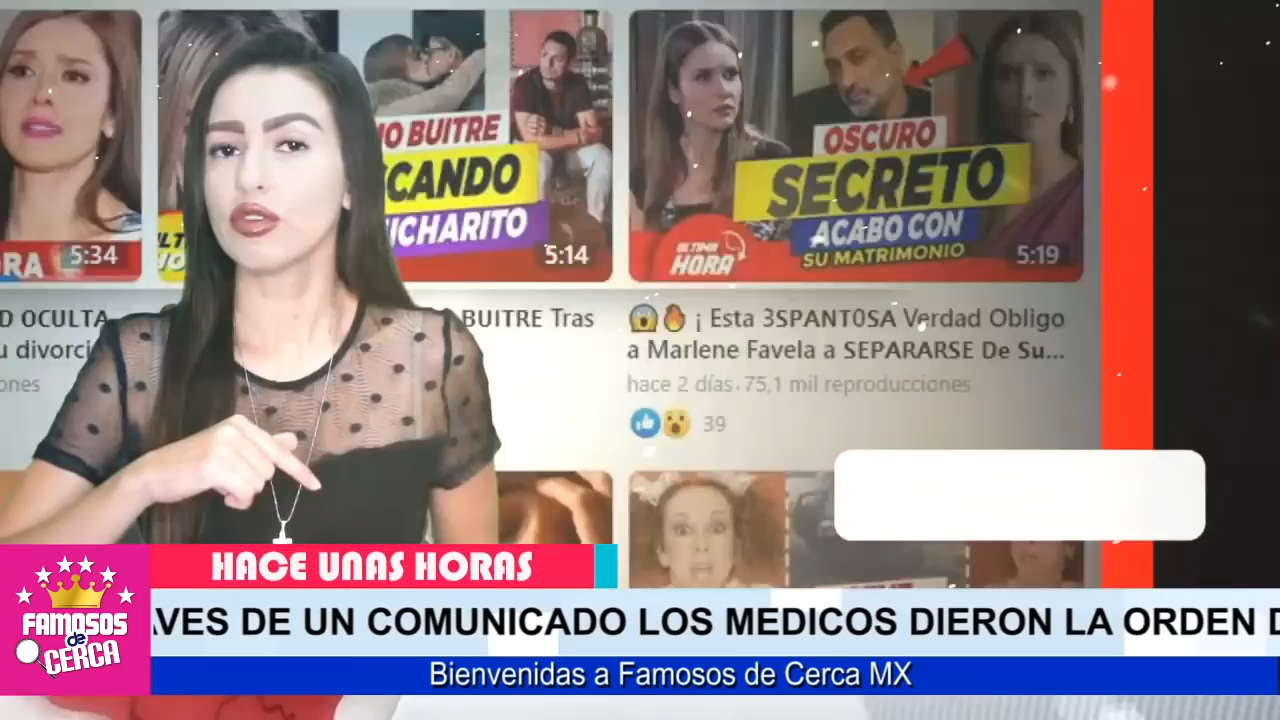 IO BUITRE
CANDO
ICHARITO
5:14
OSCURO
SECRETO
ACABO CON
SU MATRIMONIO
ULTIMA
HORA
5:19
5:34
D OCULTA
u divorci
ones
BUITRE Tras
😱🔥 ¡ Esta 3SPANT0SA Verdad Obligo
a Marlene Favela a SEPARARSE De Su...
hace 2 días. 75,1 mil reproducciones
39
HACE UNAS HORAS
FAMOSOS
de
CERCA
AVES DE UN COMUNICADO LOS MEDICOS DIERON LA ORDEN D
Bienvenidas a Famosos de Cerca MX